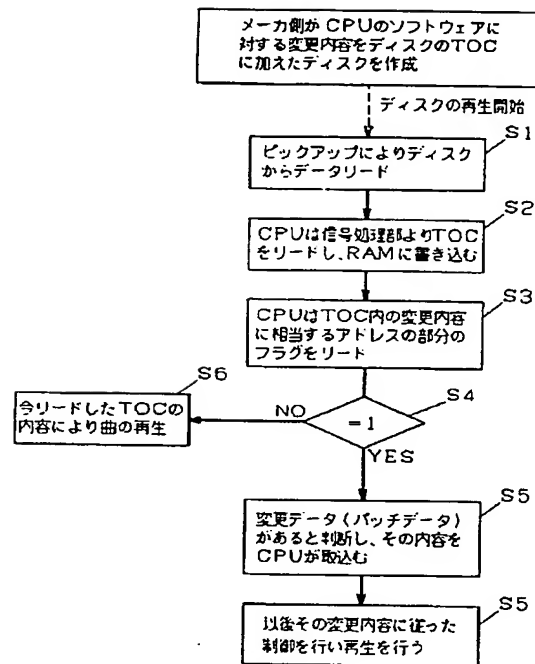 メーカ側がCPUのソフトウェアに
対する変更内容をディスクのTOC
に加えたディスクを作成
ディスクの再生開始
S1
ピックアップによりディスク
からデータリード
S2
CPUは信号処理部よりTOC
をリードし、RAMに書き込む
S3
CPUはTOC内の変更内容
に相当するアドレスの部分の
フラグをリード
S6
今リードしたTOCの
内容により曲の再生
NO
S4
=1
YES
S5
変更データ(パッチデータ)
があると判断し、その内容を
CPUが取込む
S5
以後その変更内容に従った
制御を行い再生を行う